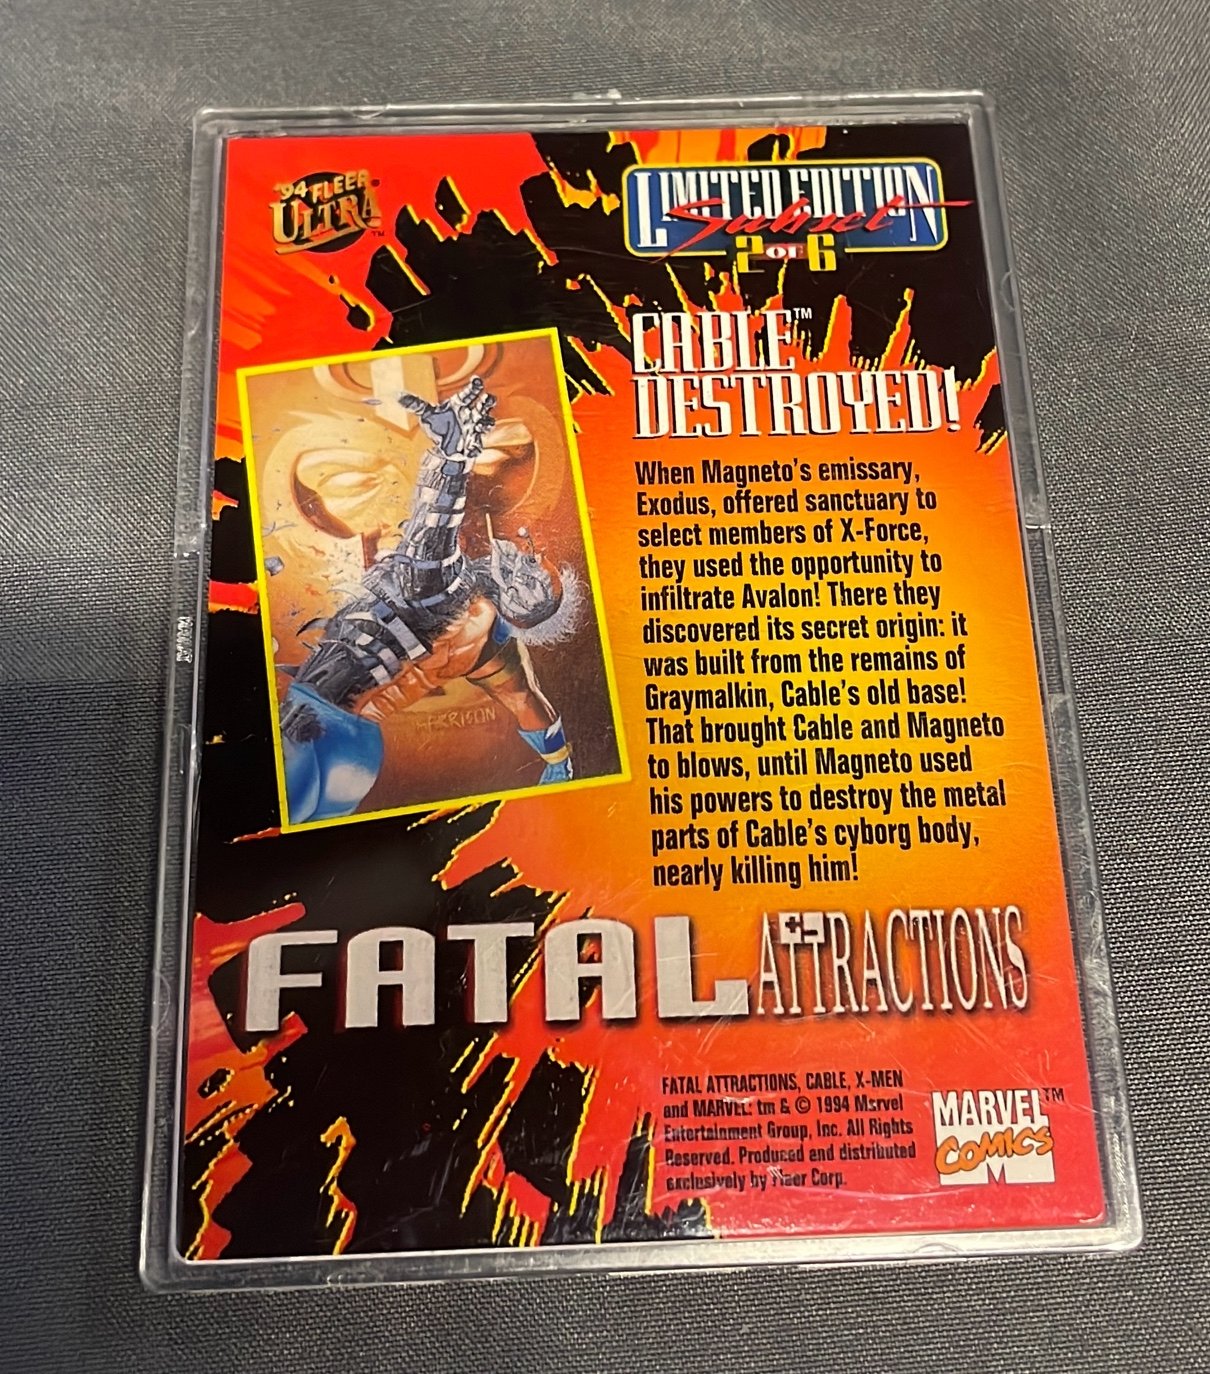 '94 FLEER
ULTRA™
LIMITED EDITION
Subset
2 OF 6
CABLE™
DESTROYED!
When Magneto's emissary,
Exodus, offered sanctuary to
select members of X-Force,
they used the opportunity to
infiltrate Avalon! There they
discovered its secret origin: it
was built from the remains of
Graymalkin, Cable's old base!
That brought Cable and Magneto
to blows, until Magneto used
his powers to destroy the metal
parts of Cable's cyborg body,
nearly killing him!
FATAL ATTRACTIONS
FATAL ATTRACTIONS, CABLE, X-MEN
and MARVEL: tm & © 1994 Marvel
Entertainment Group, Inc. All Rights
Reserved. Produced and distributed
exclusively by Fleer Corp.
MARVEL™
COMICS